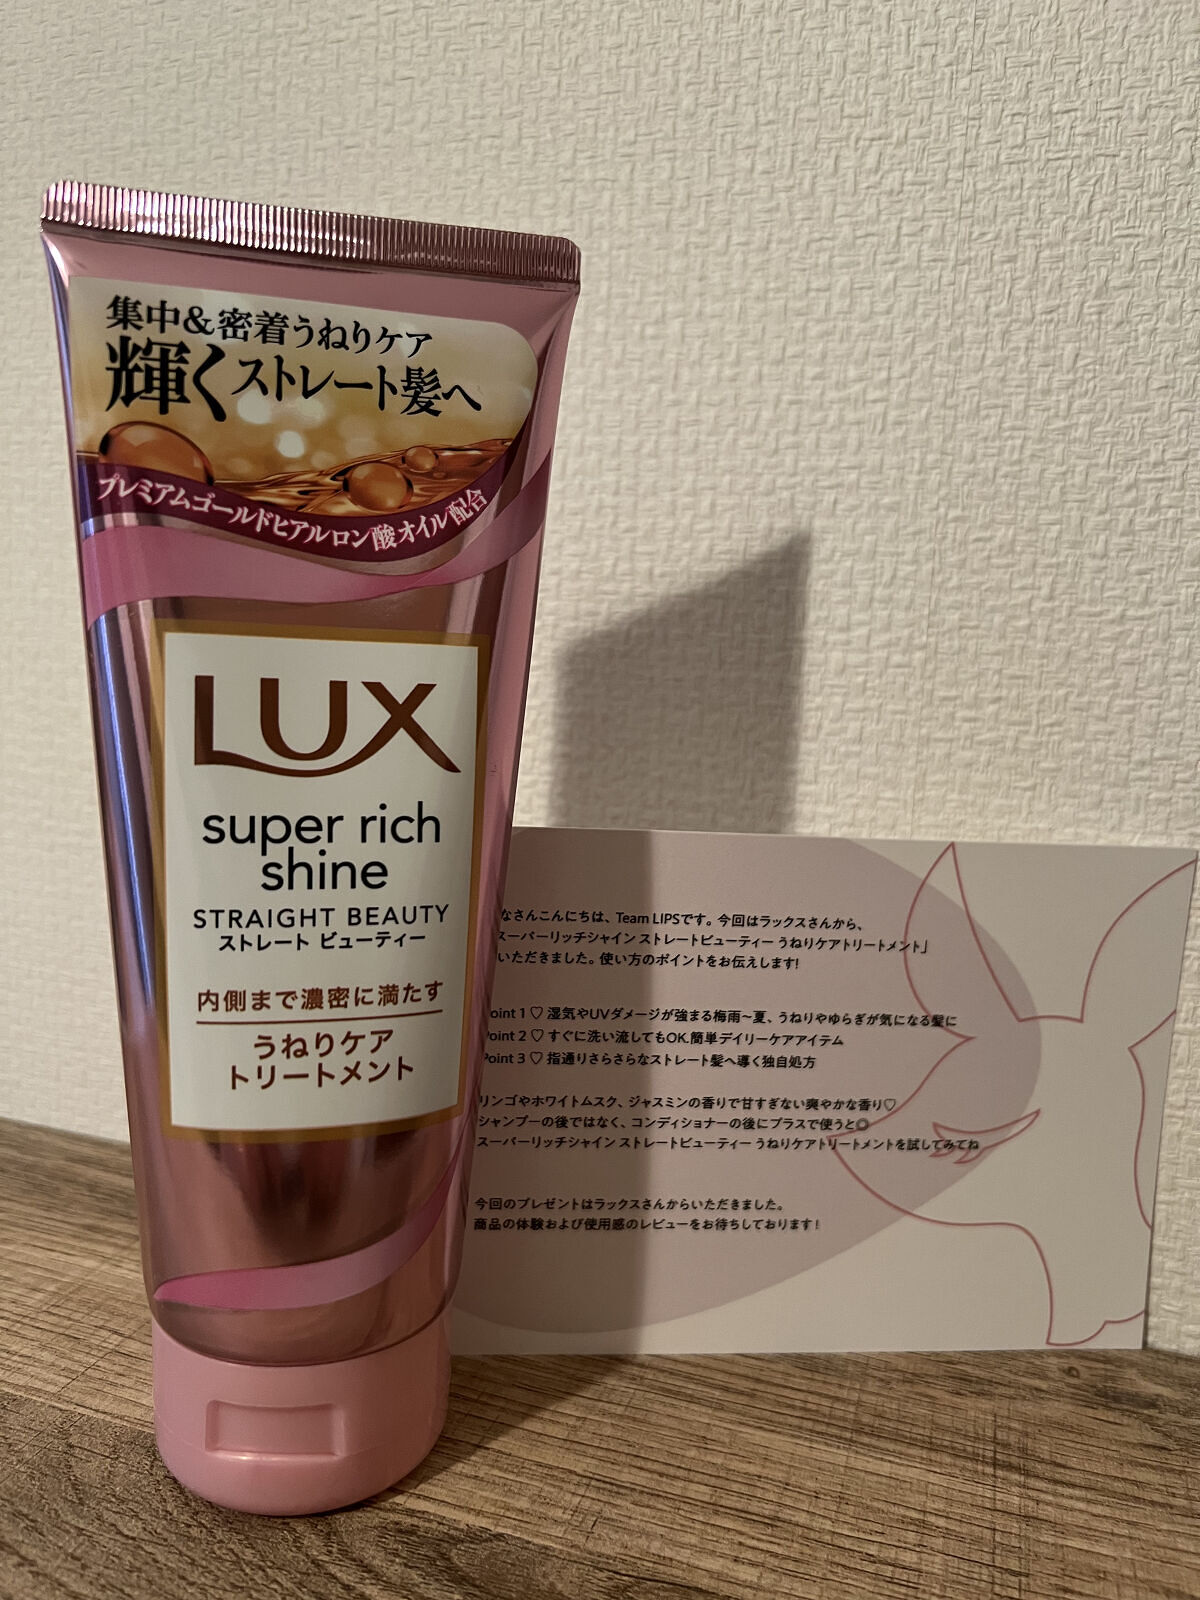 集中&密着うねりケア
輝くストレート髪へ
プレミアムゴールドヒアルロン酸オイル配合
LUX
super rich
shine
STRAIGHT BEAUTY
ストレート ビューティー
内側まで濃密に満たす
うねりケア
トリートメント
なさんこんにちは、Team LIPSです。今回はラックスさんから、
スーパーリッチシャイン ストレートビューティー うねりケアトリートメント」
いただきました。使い方のポイントをお伝えします!
Point 1 ♡ 湿気やUVダメージが強まる梅雨〜夏、うねりやゆらぎが気になる髪に
Point 2 ♡ すぐに洗い流してもOK.簡単デイリーケアアイテム
Point 3 ♡ 指通りさらさらなストレート髪へ導く独自処方
リンゴやホワイトムスク、ジャスミンの香りで甘すぎない爽やかな香り♡
シャンプーの後ではなく、コンディショナーの後にプラスで使うと◎
スーパーリッチシャイン ストレートビューティー うねりケアトリートメントを試してみてね
今回のプレゼントはラックスさんからいただきました。
商品の体験および使用感のレビューをお待ちしております!